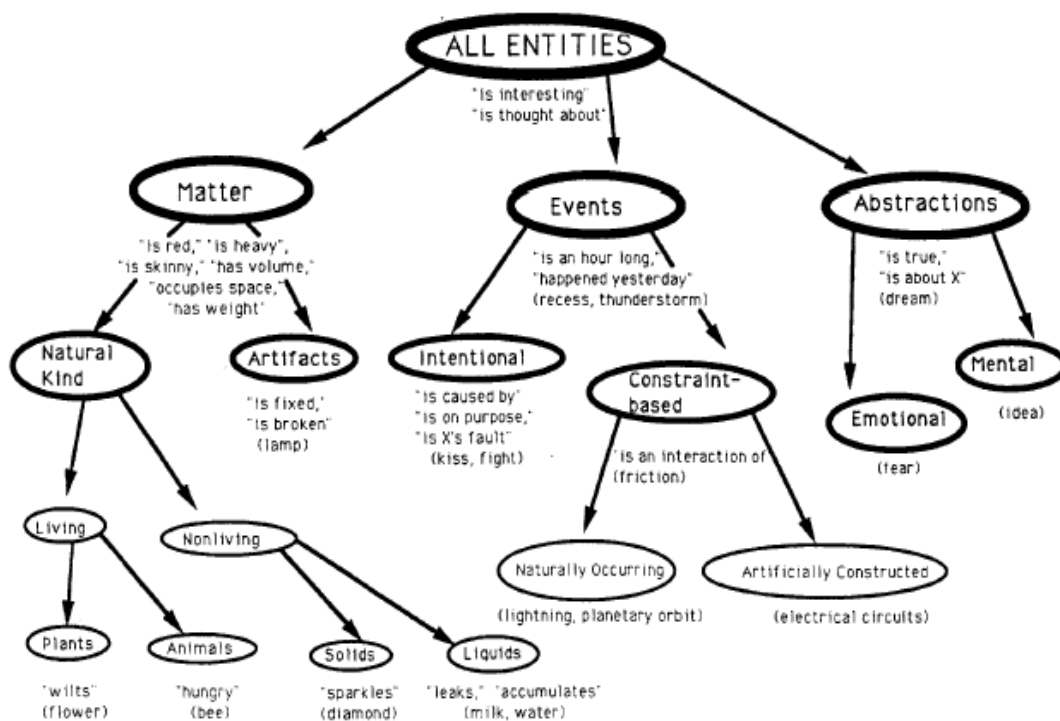 ALL ENTITIES
"is interesting"
"is thought about"
Matter
Events
Abstractions
"is red," "is heavy",
"is skinny," "has volume,"
"occupies space,"
"has weight"
"is an hour long,"
"happened yesterday"
(recess, thunderstorm)
"is true,"
"is about X"
(dream)
Natural
Kind
Artifacts
Intentional
Constraint-
based
Mental
"is fixed,"
"is broken"
(lamp)
"is caused by"
"is on purpose,"
"is X's fault"
(kiss, fight)
Emotional
(idea)
"is an interaction of
(friction)
(fear)
Living
Nonliving
Naturally Occurring
Artificially Constructed
(lightning, planetary orbit)
(electrical circuits)
Plants
Animals
Solids
Liquids
"wilts"
(flower)
"hungry"
(bee)
"sparkles"
(diamond)
"leaks," "accumulates"
(milk, water)